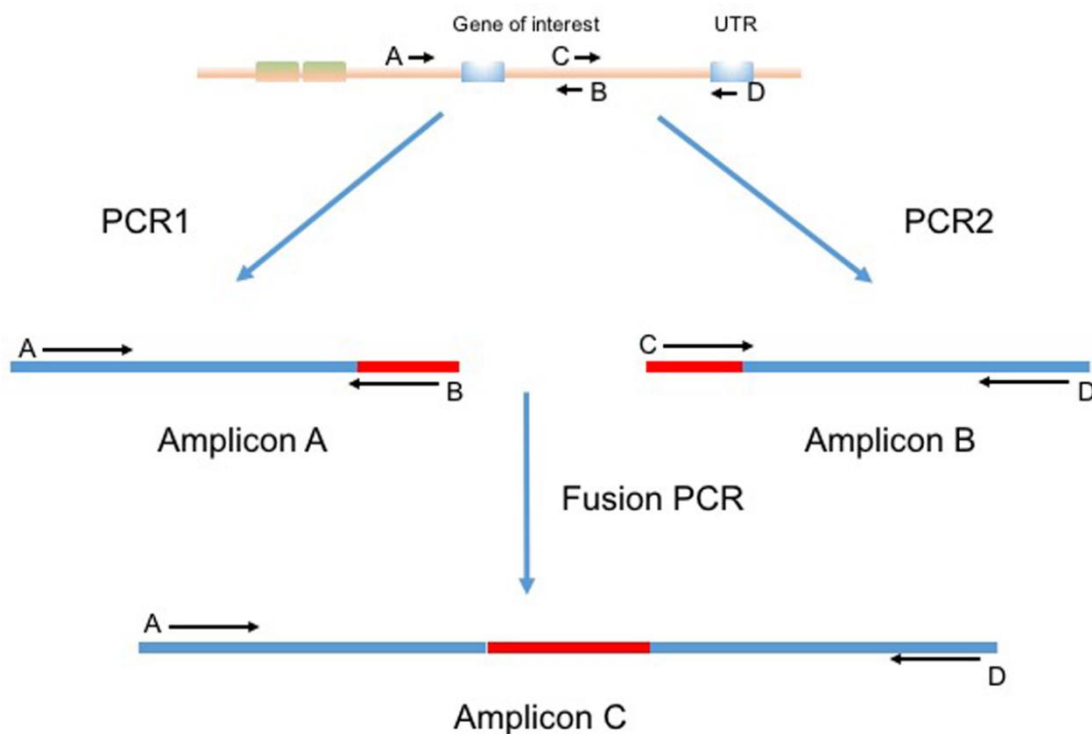 Gene of interest
UTR
A
C
B
D
PCR1
PCR2
A
B
C
D
Amplicon A
Amplicon B
Fusion PCR
A
D
Amplicon C